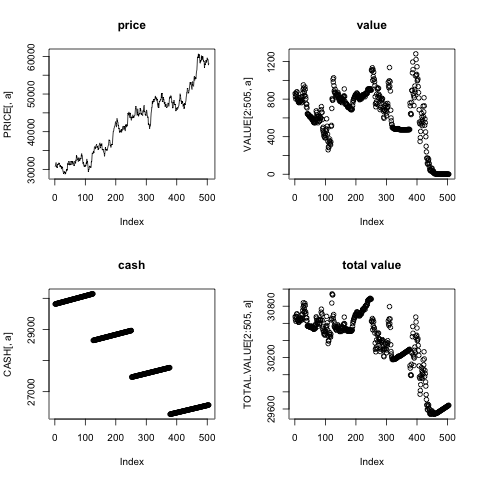 price
PRICE[, a]
30000 40000 50000 60000
0 100 200 300 400 500
Index
value
VALUE[2:505, a]
0 400 800 1200
0 100 200 300 400 500
Index
cash
CASH[, a]
27000 29000
0 100 200 300 400 500
Index
total value
TOTAL.VALUE[2:505, a]
29600 30200 30800
0 100 200 300 400 500
Index